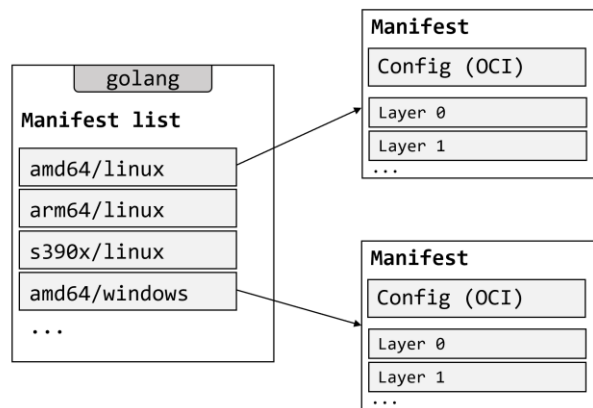 golang
Manifest list
amd64/linux
arm64/linux
s390x/linux
amd64/windows
...
Manifest
Config (OCI)
Layer 0
Layer 1
...
Manifest
Config (OCI)
Layer 0
Layer 1
...